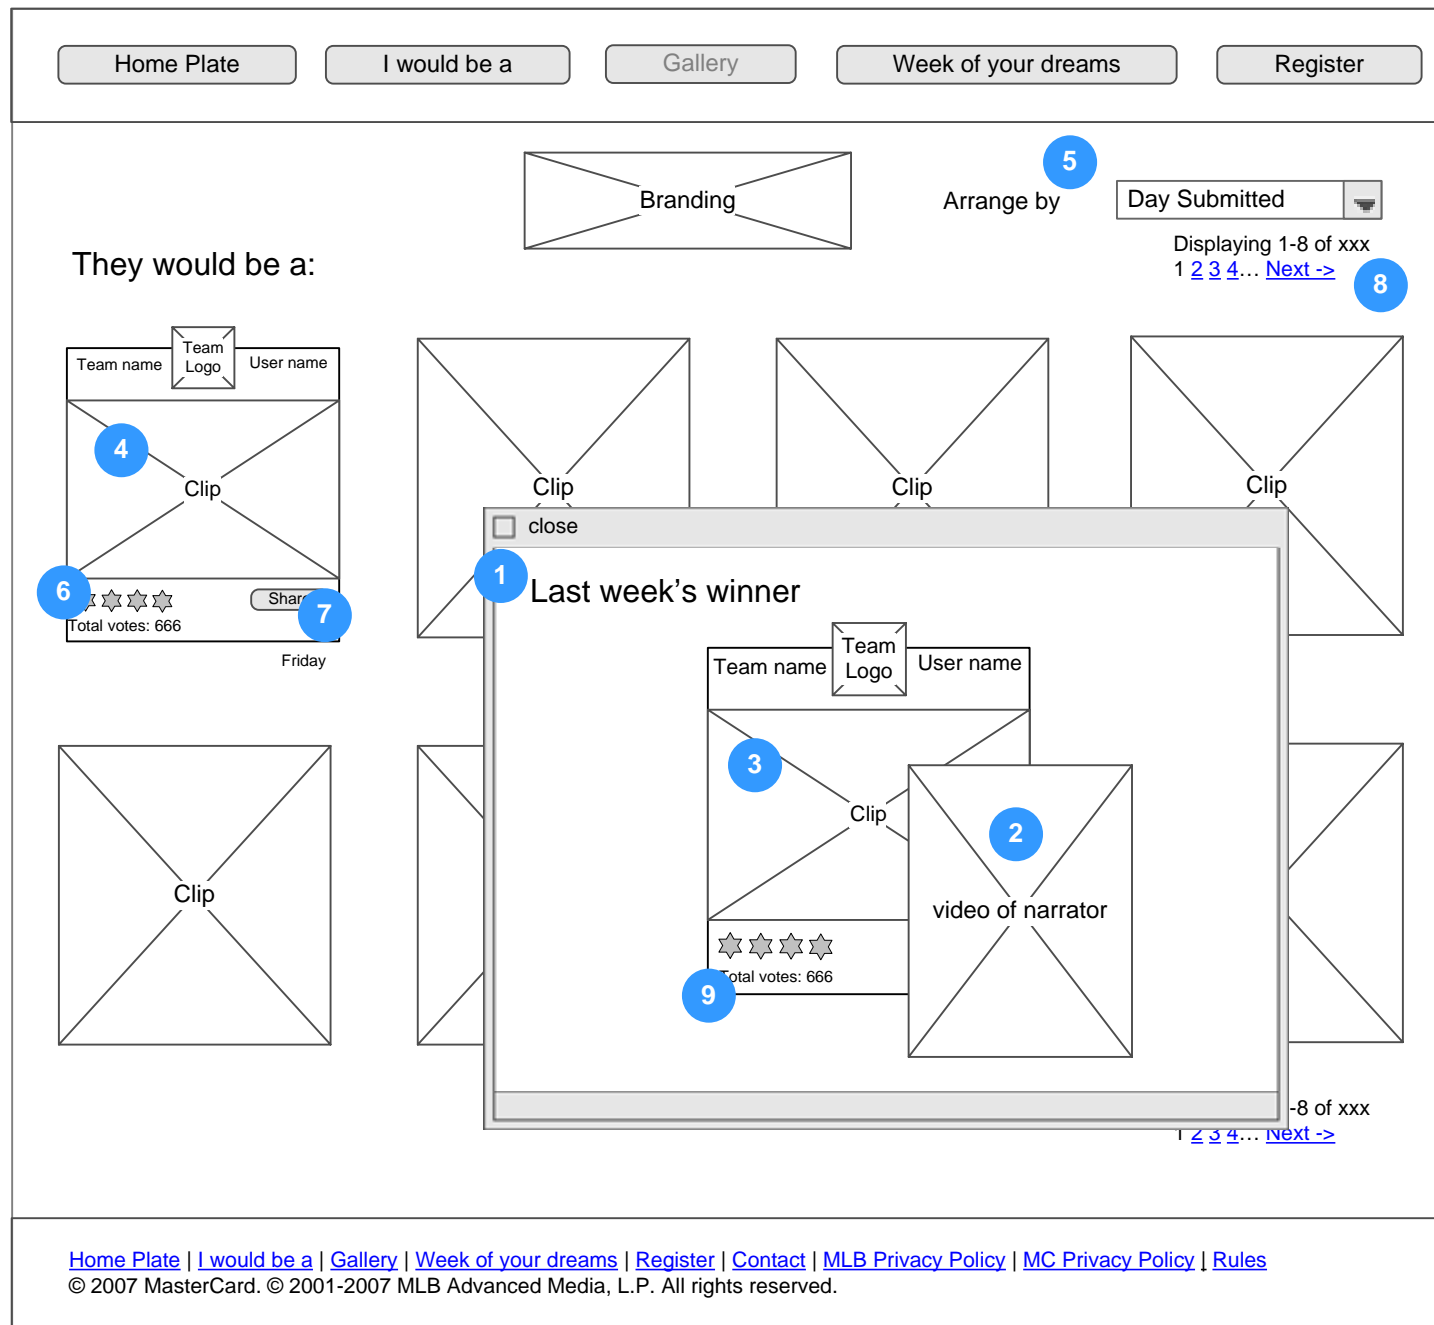 Home Plate
I would be a
Gallery
Week of your dreams
Register
5
Branding
Arrange by
Day Submitted
Displaying 1-8 of xxx
They would be a:
1 2 3 4… Next ->
8
Team name
Team
Logo
User name
4
Clip
Clip
Clip
Clip
6
Share
7
Total votes: 666
Friday
close
1
Last week’s winner
Team name
Team
Logo
User name
3
Clip
2
video of narrator
Total votes: 666
9
Clip
-8 of xxx
1 2 3 4… Next ->
Home Plate | I would be a | Gallery | Week of your dreams | Register | Contact | MLB Privacy Policy | MC Privacy Policy | Rules
© 2007 MasterCard. © 2001-2007 MLB Advanced Media, L.P. All rights reserved.